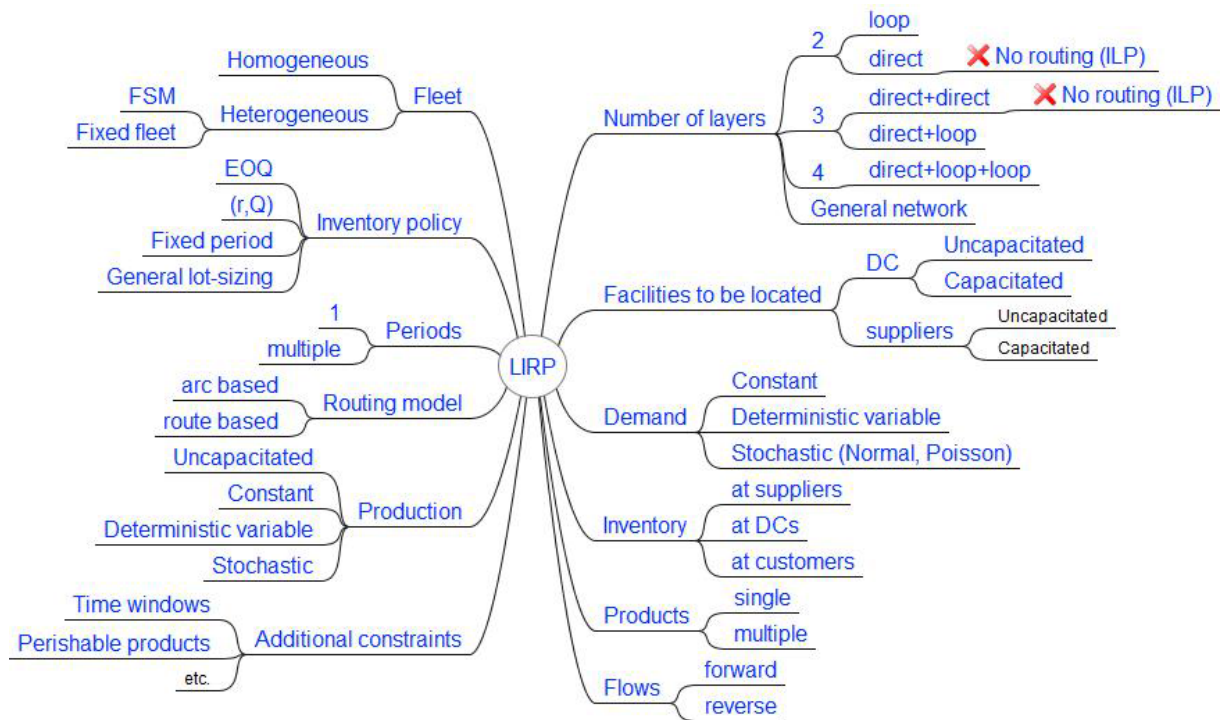 LIRP
Fleet
Homogeneous
Heterogeneous
FSM
Fixed fleet
Inventory policy
EOQ
(r,Q)
Fixed period
General lot-sizing
Periods
1
multiple
Routing model
arc based
route based
Production
Uncapacitated
Constant
Deterministic variable
Stochastic
Additional constraints
Time windows
Perishable products
etc.
Number of layers
2
loop
direct
❌ No routing (ILP)
3
direct+direct
❌ No routing (ILP)
direct+loop
4
direct+loop+loop
General network
Facilities to be located
DC
Uncapacitated
Capacitated
suppliers
Uncapacitated
Capacitated
Demand
Constant
Deterministic variable
Stochastic (Normal, Poisson)
Inventory
at suppliers
at DCs
at customers
Products
single
multiple
Flows
forward
reverse